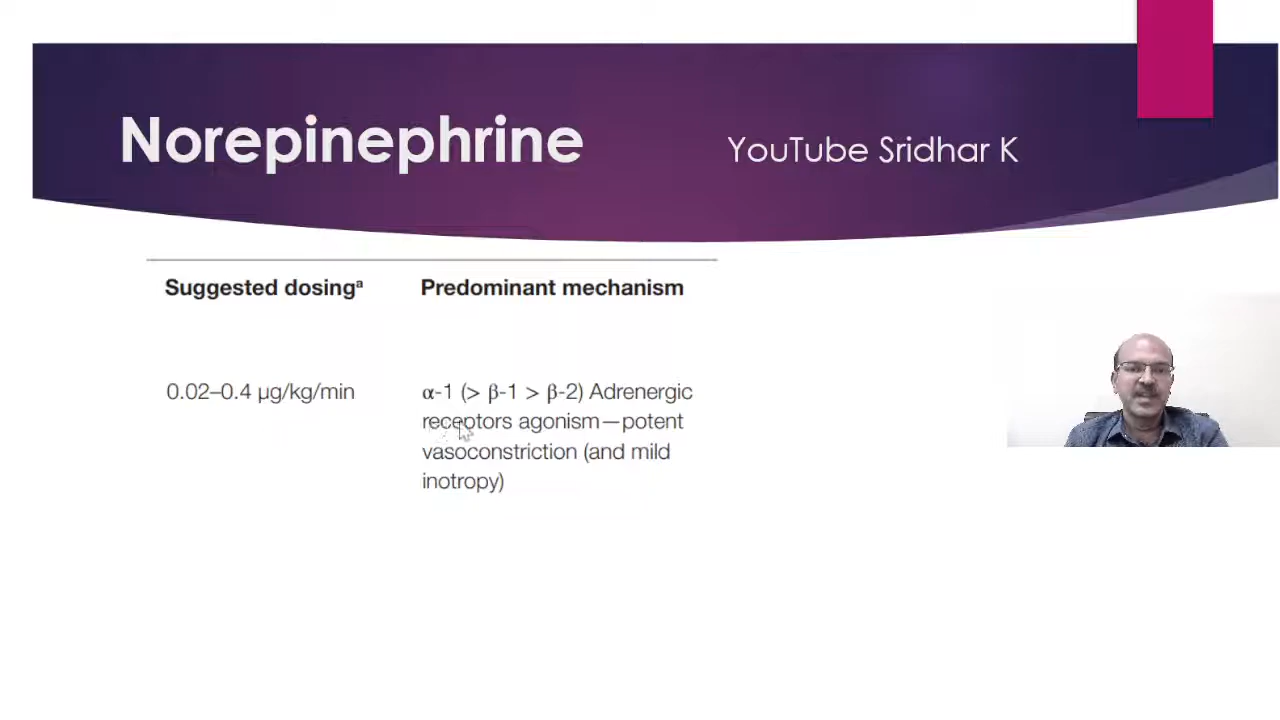 Norepinephrine
YouTube Sridhar K
Suggested dosingᵃ
Predominant mechanism
0.02–0.4 µg/kg/min
α-1 (> β-1 > β-2) Adrenergic
receptors agonism—potent
vasoconstriction (and mild
inotropy)